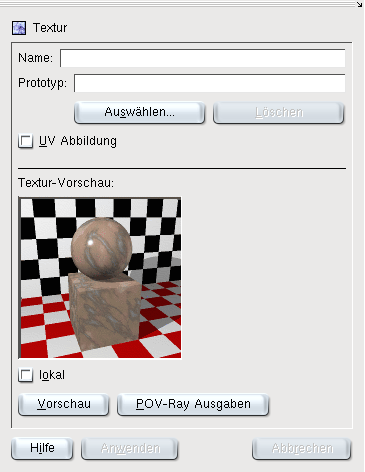 Textur
Name:
Prototyp:
Auswählen... Löschen
UV Abbildung
Textur-Vorschau:
lokal
Vorschau POV-Ray Ausgaben
Hilfe Anwenden Abbrechen